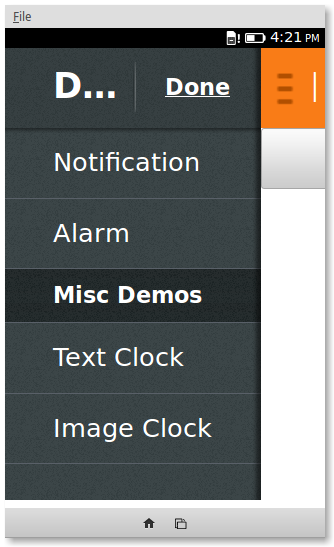 File
4:21 PM
D... Done
Notification
Alarm
Misc Demos
Text Clock
Image Clock